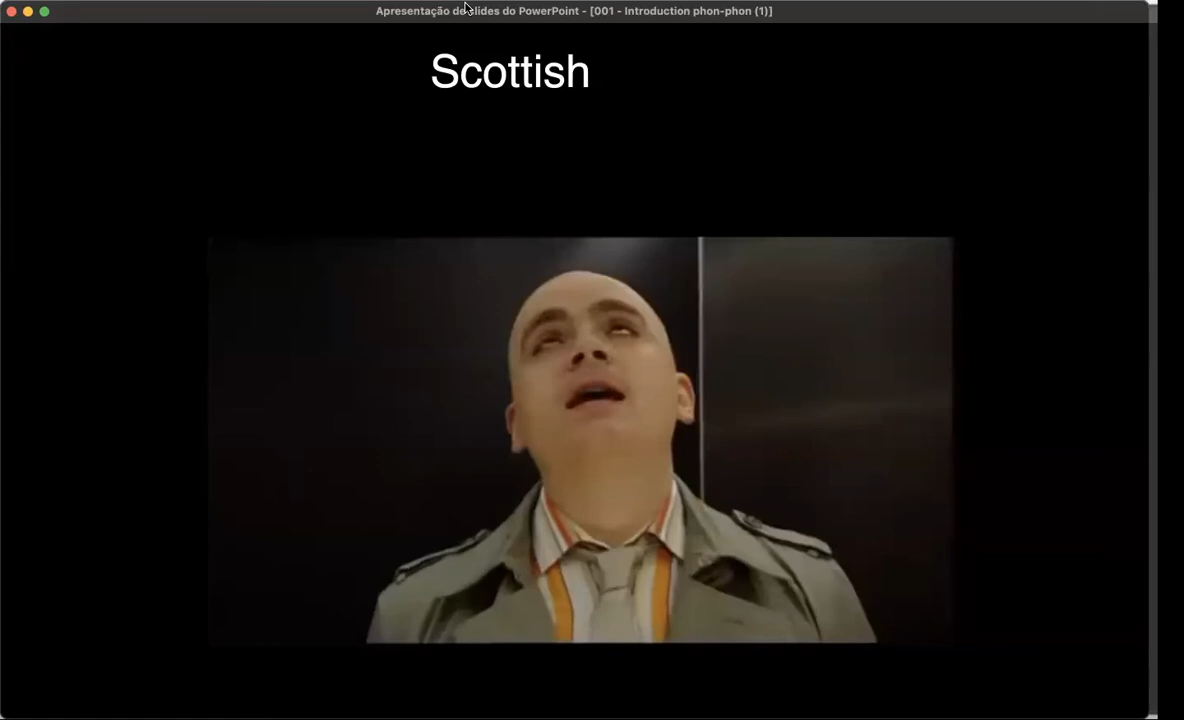 Apresentação de slides do PowerPoint - [001 - Introduction phon-phon (1)]
Scottish